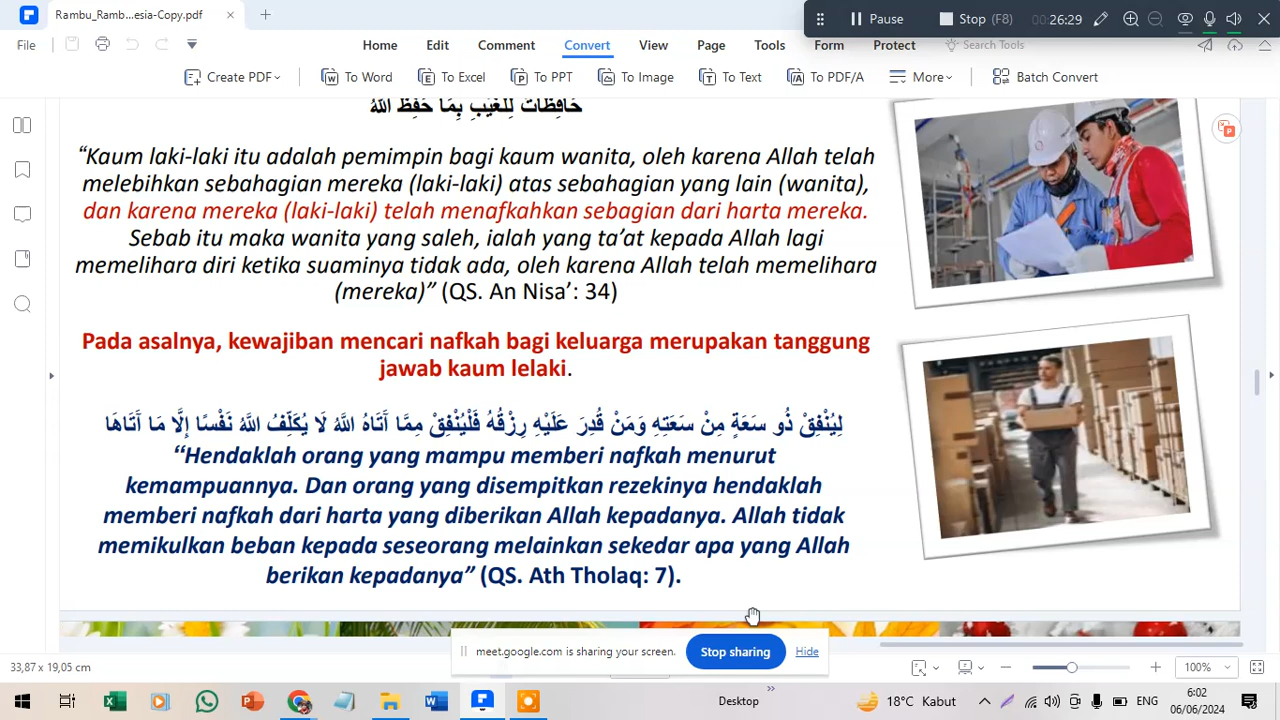 Rambu_Ramb...esia-Copy.pdf
Pause
Stop (F8)
00:26:29
File
Home
Edit
Comment
Convert
View
Page
Tools
Form
Protect
Search Tools
Create PDF
To Word
To Excel
To PPT
To Image
To Text
To PDF/A
More
Batch Convert
حَافِظَاتٌ لِلْغَيْبِ بِمَا حَفِظَ اللَّهُ
“Kaum laki-laki itu adalah pemimpin bagi kaum wanita, oleh karena Allah telah
melebihkan sebahagian mereka (laki-laki) atas sebahagian yang lain (wanita),
dan karena mereka (laki-laki) telah menafkahkan sebagian dari harta mereka.
Sebab itu maka wanita yang saleh, ialah yang ta’at kepada Allah lagi
memelihara diri ketika suaminya tidak ada, oleh karena Allah telah memelihara
(mereka)” (QS. An Nisa’: 34)
Pada asalnya, kewajiban mencari nafkah bagi keluarga merupakan tanggung
jawab kaum lelaki.
لِيُنْفِقْ ذُو سَعَةٍ مِنْ سَعَتِهِ وَمَنْ قُدِرَ عَلَيْهِ رِزْقُهُ فَلْيُنْفِقْ مِمَّا آَتَاهُ اللَّهُ لَا يُكَلِّفُ اللَّهُ نَفْسًا إِلَّا مَا آَتَاهَا
“Hendaklah orang yang mampu memberi nafkah menurut
kemampuannya. Dan orang yang disempitkan rezekinya hendaklah
memberi nafkah dari harta yang diberikan Allah kepadanya. Allah tidak
memikulkan beban kepada seseorang melainkan sekedar apa yang Allah
berikan kepadanya” (QS. Ath Tholaq: 7).
meet.google.com is sharing your screen.
Stop sharing
Hide
33,87 x 19,05 cm
100%
Desktop
18°C Kabut
ENG
6:02
06/06/2024